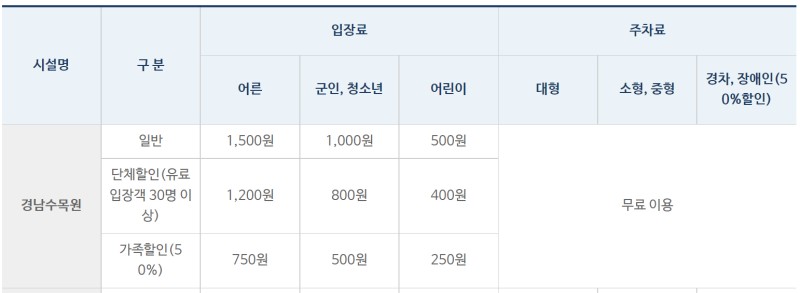 시설명
구 분
입장료
주차료
어른
군인, 청소년
어린이
대형
소형, 중형
경차, 장애인(5
0%할인)
경남수목원
일반
1,500원
1,000원
500원
무료 이용
단체할인(유료
입장객 30명 이
상)
1,200원
800원
400원
가족할인(5
0%)
750원
500원
250원